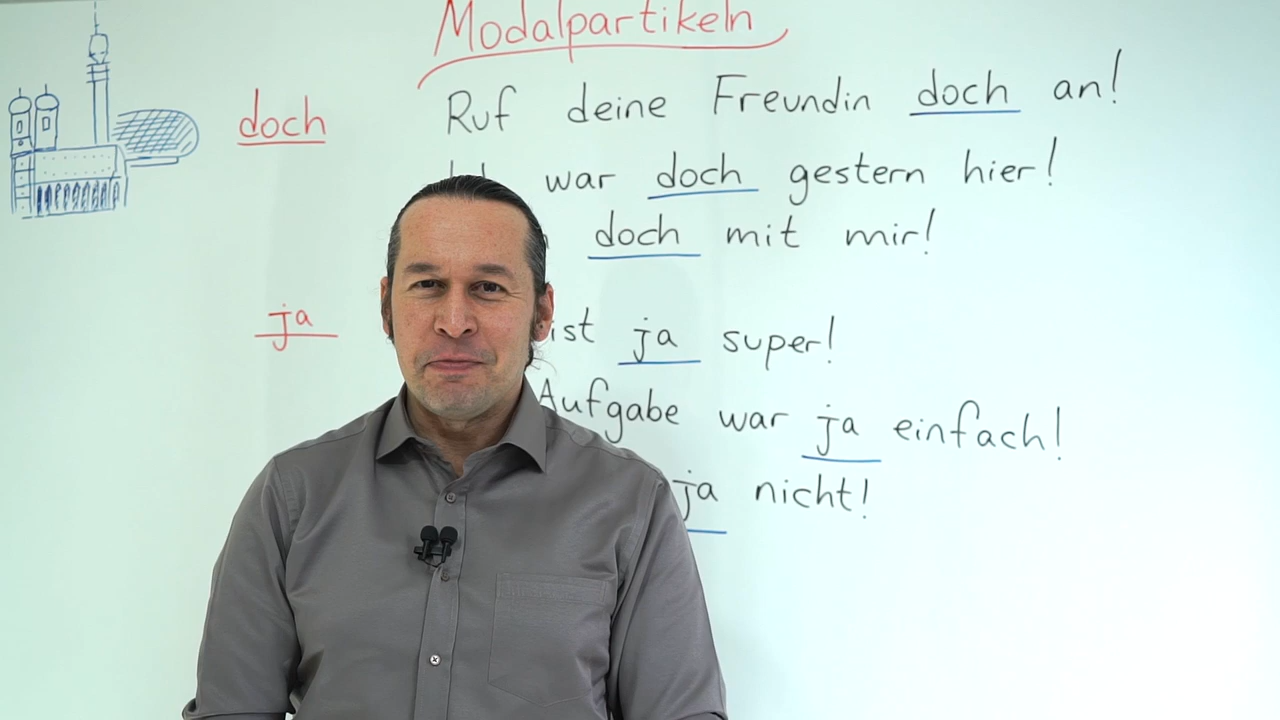 Modalpartikeln
doch
Ruf deine Freundin doch an!
war doch gestern hier!
doch mit mir!
ja
ist ja super!
Aufgabe war ja einfach!
ja nicht!